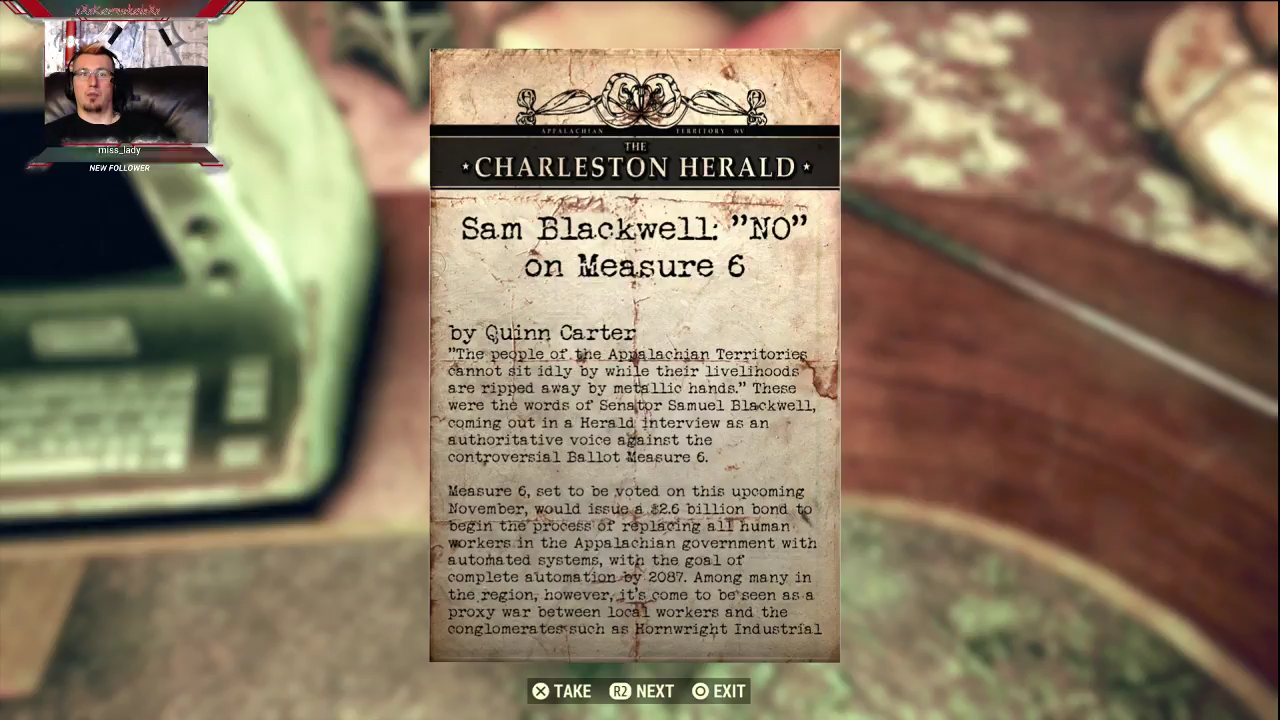 xXxKarnubalxXx
miss_lady
NEW FOLLOWER
APPALACHIAN TERRITORY WV
THE
CHARLESTON HERALD
Sam Blackwell: "NO"
on Measure 6
by Quinn Carter
"The people of the Appalachian Territories
cannot sit idly by while their livelihoods
are ripped away by metallic hands." These
were the words of Senator Samuel Blackwell,
coming out in a Herald interview as an
authoritative voice against the
controversial Ballot Measure 6.
Measure 6, set to be voted on this upcoming
November, would issue a $2.6 billion bond to
begin the process of replacing all human
workers in the Appalachian government with
automated systems, with the goal of
complete automation by 2087. Among many in
the region, however, it's come to be seen as a
proxy war between local workers and the
conglomerates such as Hornwright Industrial
TAKE R2 NEXT EXIT